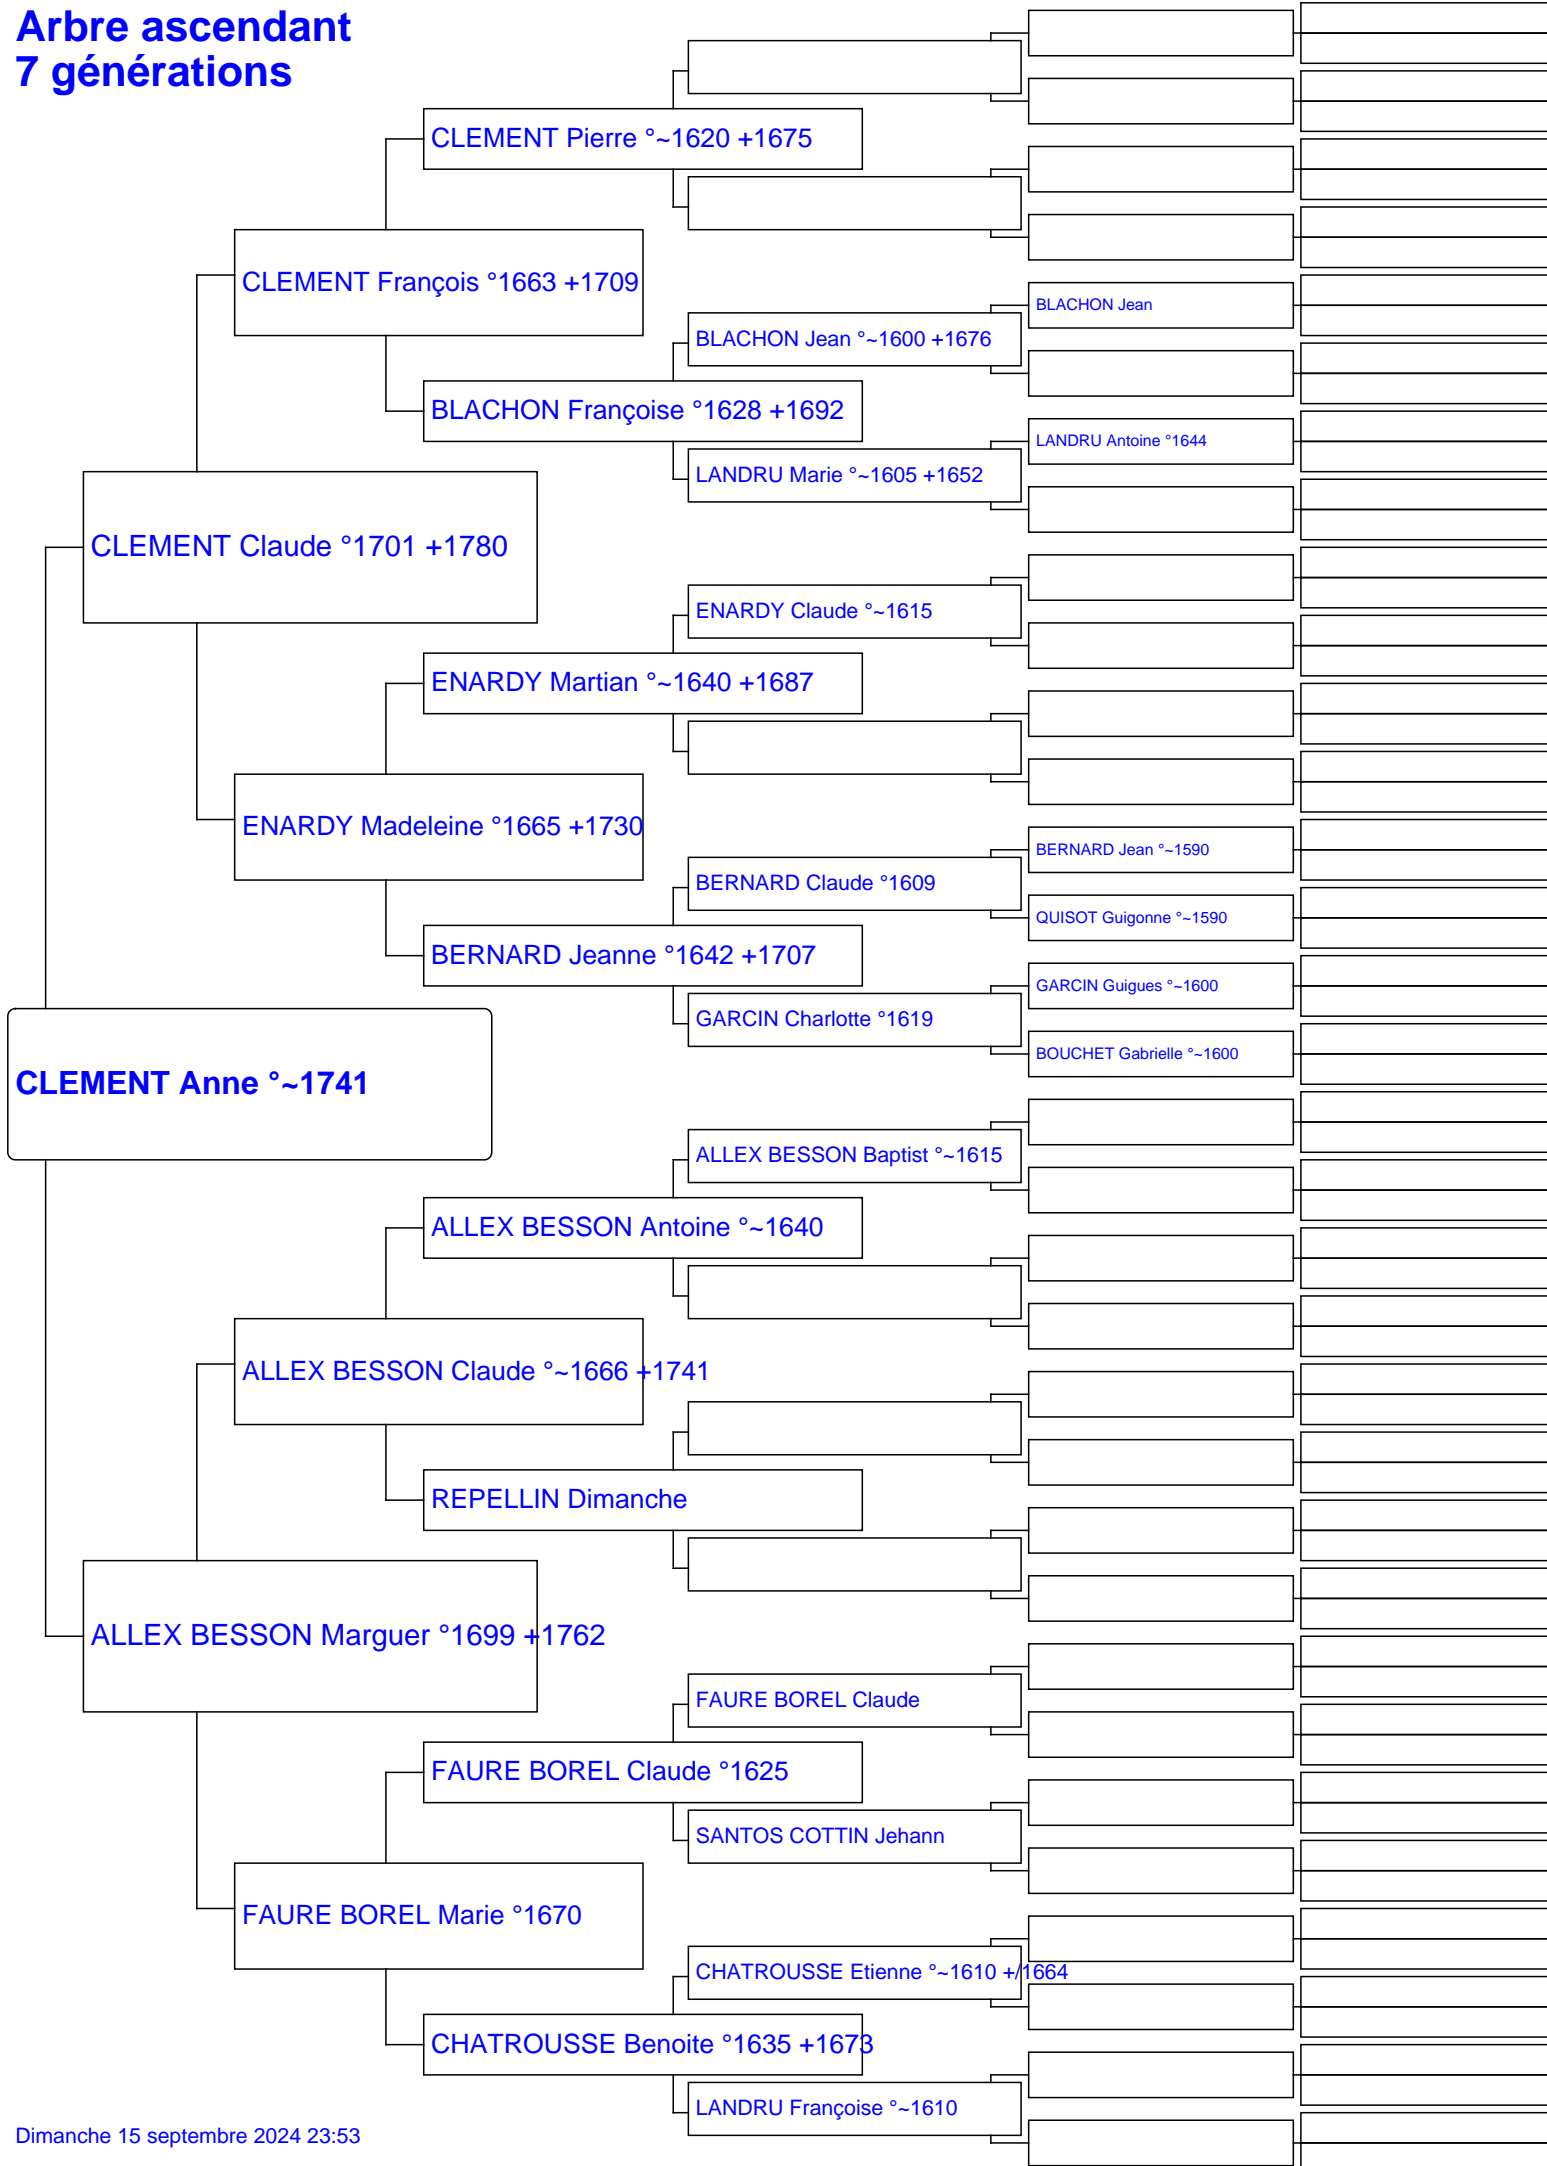 Arbre ascendant
7 générations
CLEMENT Pierre °~1620 +1675
CLEMENT François °1663 +1709
BLACHON Jean
BLACHON Jean °~1600 +1676
BLACHON Françoise °1628 +1692
LANDRU Antoine °1644
LANDRU Marie °~1605 +1652
CLEMENT Claude °1701 +1780
ENARDY Claude °~1615
ENARDY Martian °~1640 +1687
ENARDY Madeleine °1665 +1730
BERNARD Jean °~1590
BERNARD Claude °1609
QUISOT Guigonne °~1590
BERNARD Jeanne °1642 +1707
GARCIN Guigues °~1600
GARCIN Charlotte °1619
BOUCHET Gabrielle °~1600
CLEMENT Anne °~1741
ALLEX BESSON Baptist °~1615
ALLEX BESSON Antoine °~1640
ALLEX BESSON Claude °~1666 +1741
REPELLIN Dimanche
ALLEX BESSON Marguer °1699 +1762
FAURE BOREL Claude
FAURE BOREL Claude °1625
SANTOS COTTIN Jehann
FAURE BOREL Marie °1670
CHATROUSSE Etienne °~1610 +/1664
CHATROUSSE Benoite °1635 +1673
LANDRU Françoise °~1610
Dimanche 15 septembre 2024 23:53